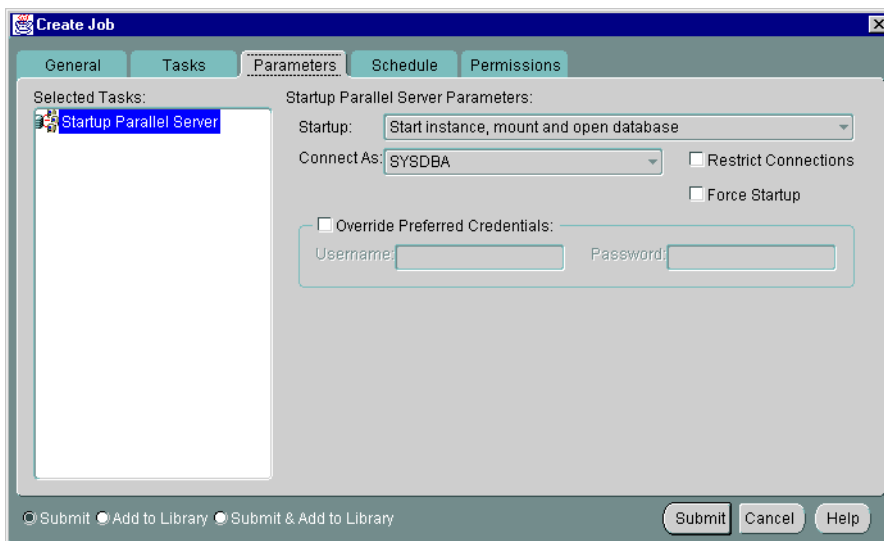 Create Job
General Tasks Parameters Schedule Permissions
Selected Tasks:
Startup Parallel Server
Startup Parallel Server Parameters:
Startup: Start instance, mount and open database
Connect As: SYSDBA
Restrict Connections
Force Startup
Override Preferred Credentials:
Username: Password:
Submit Add to Library Submit & Add to Library
Submit Cancel Help